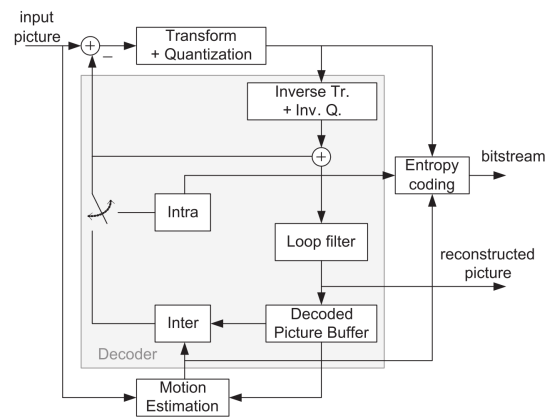 input
picture
Transform
+ Quantization
Inverse Tr.
+ Inv. Q.
Entropy
coding
bitstream
Intra
Loop filter
reconstructed
picture
Inter
Decoded
Picture Buffer
Decoder
Motion
Estimation